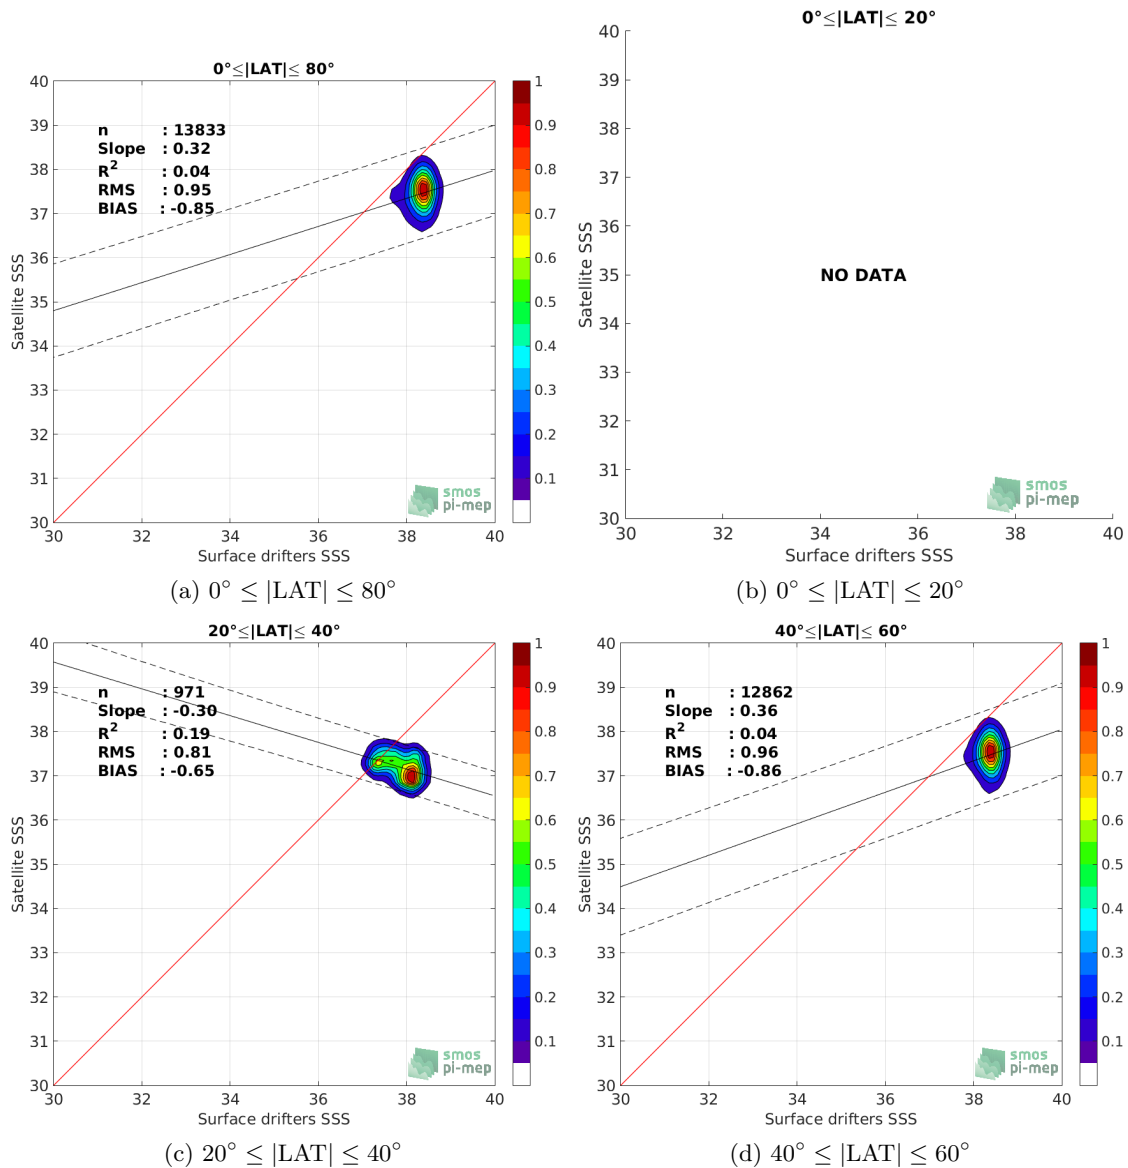 0°≤|LAT|≤ 80°
40
39
38
37
36
35
34
33
32
31
30
Satellite SSS
n : 13833
Slope : 0.32
R2 : 0.04
RMS : 0.95
BIAS : -0.85
smos
pi-mep
30 32 34 36 38 40
Surface drifters SSS
1
0.9
0.8
0.7
0.6
0.5
0.4
0.3
0.2
0.1
(a) 0° ≤ |LAT| ≤ 80°
0°≤|LAT|≤ 20°
40
39
38
37
36
35
34
33
32
31
30
Satellite SSS
NO DATA
smos
pi-mep
30 32 34 36 38 40
Surface drifters SSS
(b) 0° ≤ |LAT| ≤ 20°
20°≤|LAT|≤ 40°
40
39
38
37
36
35
34
33
32
31
30
Satellite SSS
n : 971
Slope : -0.30
R2 : 0.19
RMS : 0.81
BIAS : -0.65
smos
pi-mep
30 32 34 36 38 40
Surface drifters SSS
1
0.9
0.8
0.7
0.6
0.5
0.4
0.3
0.2
0.1
(c) 20° ≤ |LAT| ≤ 40°
40°≤|LAT|≤ 60°
40
39
38
37
36
35
34
33
32
31
30
Satellite SSS
n : 12862
Slope : 0.36
R2 : 0.04
RMS : 0.96
BIAS : -0.86
smos
pi-mep
30 32 34 36 38 40
Surface drifters SSS
1
0.9
0.8
0.7
0.6
0.5
0.4
0.3
0.2
0.1
(d) 40° ≤ |LAT| ≤ 60°